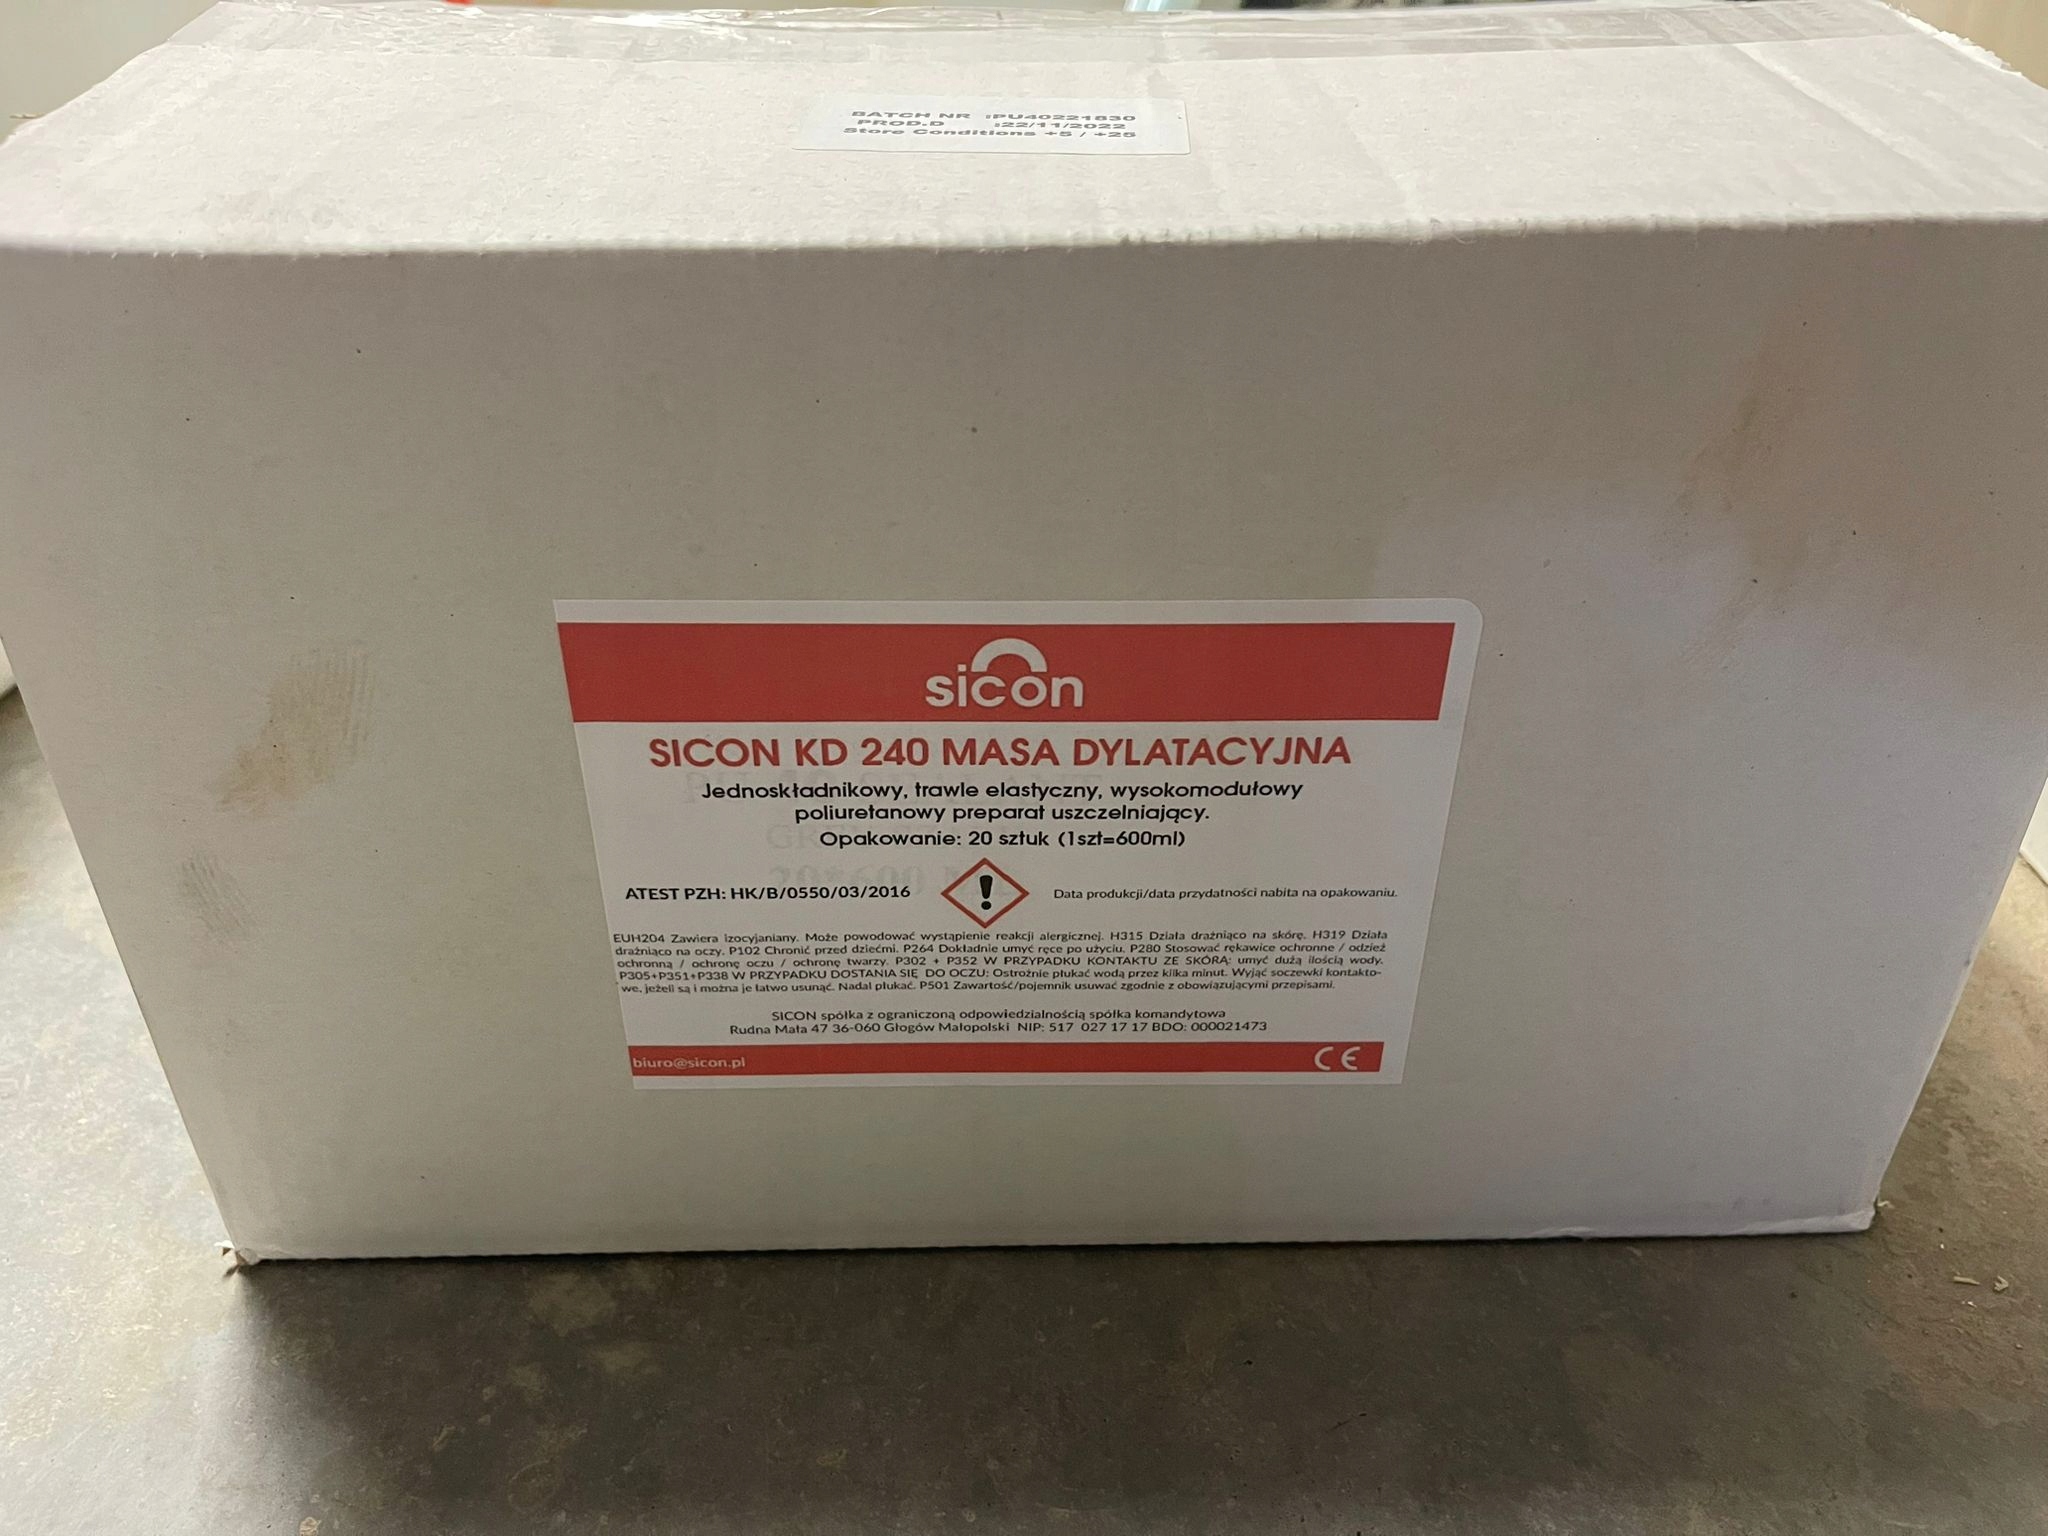 BATCH NR :PU40221830
PROD.D :22/11/2022
Store Conditions +5 / +25
sicon
SICON KD 240 MASA DYLATACYJNA
Jednoskładnikowy, trawle elastyczny, wysokomodułowy
poliuretanowy preparat uszczelniający.
Opakowanie: 20 sztuk (1szt=600ml)
ATEST PZH: HK/B/0550/03/2016
Data produkcji/data przydatności nabita na opakowaniu.
EUH204 Zawiera izocyjaniany. Może powodować wystąpienie reakcji alergicznej. H315 Działa drażniąco na skórę. H319 Działa
drażniąco na oczy. P102 Chronić przed dziećmi. P264 Dokładnie umyć ręce po użyciu. P280 Stosować rękawice ochronne / odzież
ochronną / ochronę oczu / ochronę twarzy. P302 + P352 W PRZYPADKU KONTAKTU ZE SKÓRĄ: umyć dużą ilością wody.
P305+P351+P338 W PRZYPADKU DOSTANIA SIĘ DO OCZU: Ostrożnie płukać wodą przez kilka minut. Wyjąć soczewki kontakto-
we, jeżeli są i można je łatwo usunąć. Nadal płukać. P501 Zawartość/pojemnik usuwać zgodnie z obowiązującymi przepisami.
SICON spółka z ograniczoną odpowiedzialnością spółka komandytowa
Rudna Mała 47 36-060 Głogów Małopolski NIP: 517 027 17 17 BDO: 000021473
biuro@sicon.pl
CE